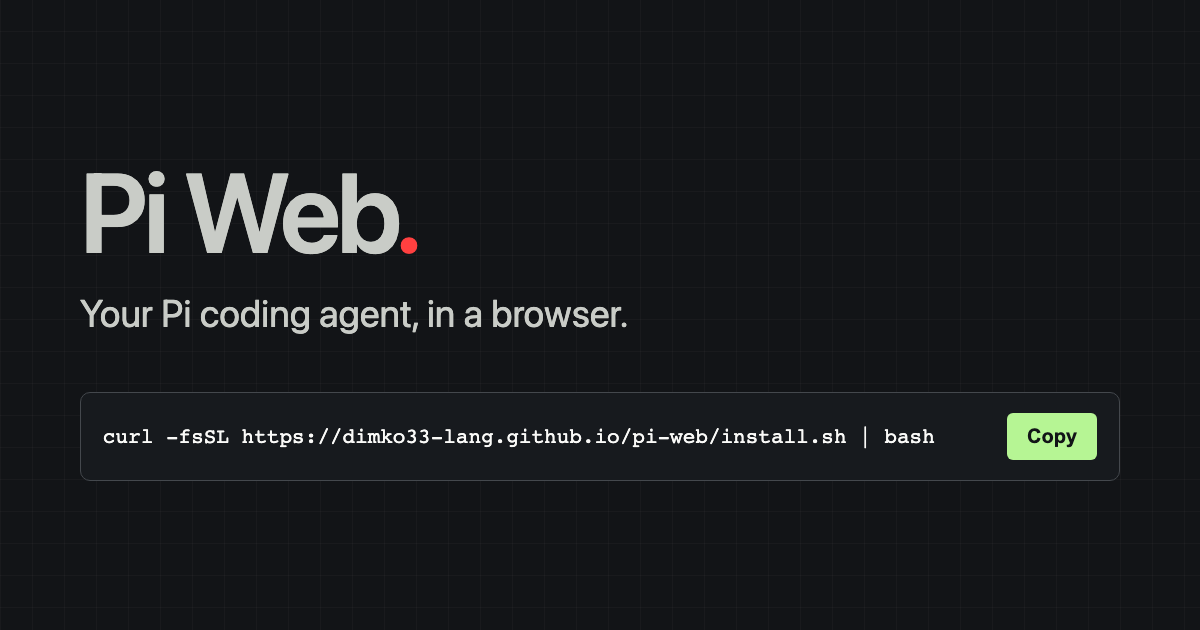 Pi Web.
Your Pi coding agent, in a browser.
curl -fsSL https://dimko33-lang.github.io/pi-web/install.sh | bash
Copy